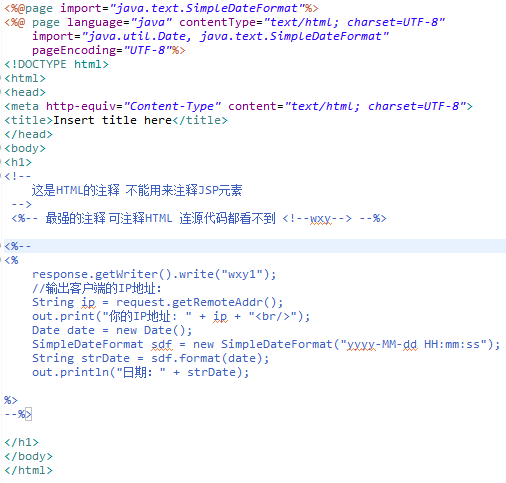 <%@page import="java.text.SimpleDateFormat"%>
<%@ page language="java" contentType="text/html; charset=UTF-8"
    import="java.util.Date, java.text.SimpleDateFormat"
    pageEncoding="UTF-8"%>
<!DOCTYPE html>
<html>
<head>
<meta http-equiv="Content-Type" content="text/html; charset=UTF-8">
<title>Insert title here</title>
</head>
<body>
<h1>
<!--
    这是HTML的注释 不能用来注释JSP元素
 -->
 <%-- 最强的注释 可注释HTML 连源代码都看不到 <!--wxy--> --%>

<%--
<%
    response.getWriter().write("wxy1");
    //输出客户端的IP地址:
    String ip = request.getRemoteAddr();
    out.print("你的IP地址: " + ip + "<br/>");
    Date date = new Date();
    SimpleDateFormat sdf = new SimpleDateFormat("yyyy-MM-dd HH:mm:ss");
    String strDate = sdf.format(date);
    out.println("日期: " + strDate);

%>
--%>

</h1>
</body>
</html>